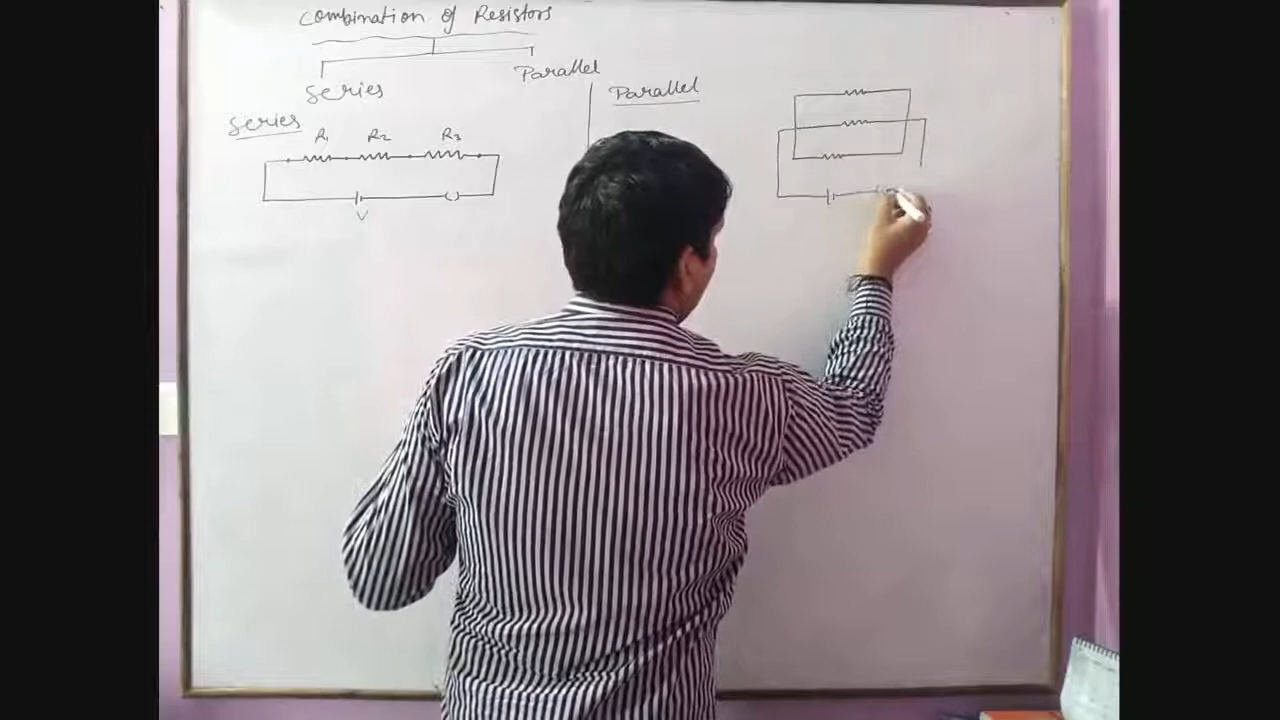 Combination of Resistors
Series
Parallel
Series
R1 R2 R3
V
Parallel